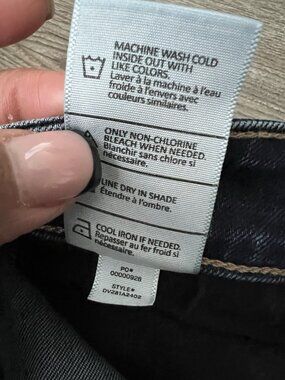 MACHINE WASH COLD
INSIDE OUT WITH
LIKE COLORS.
Laver à la machine à l'eau
froide à l'envers avec
couleurs similaires.
ONLY NON-CHLORINE
BLEACH WHEN NEEDED.
Blanchir sans chlore si
nécessaire.
LINE DRY IN SHADE
Étendre à l'ombre.
COOL IRON IF NEEDED.
Repasser au fer froid si
nécessaire.
PO#
00000928
STYLE#
DV281A2402